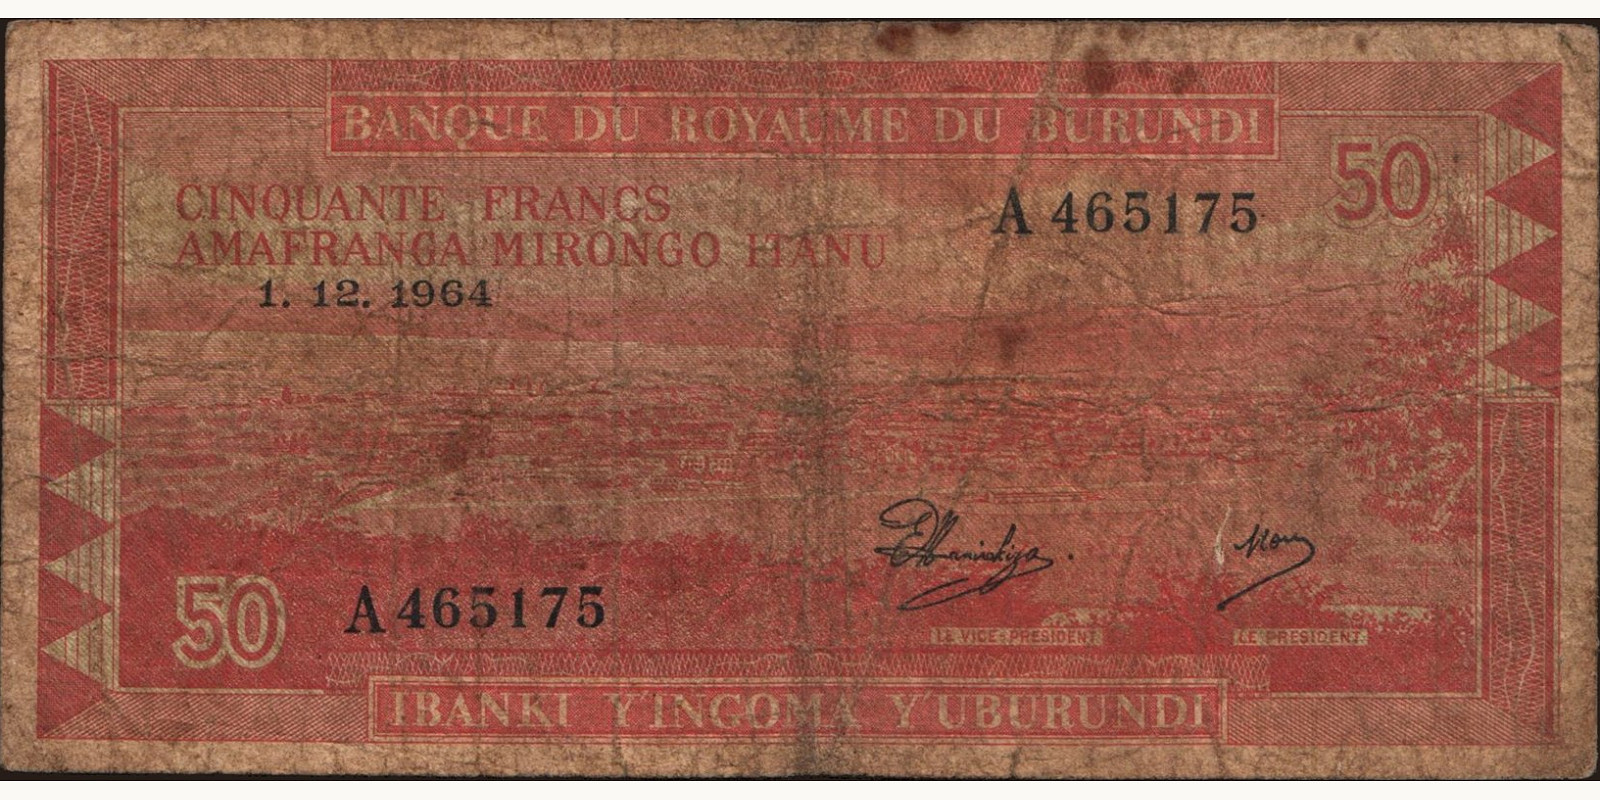 BANQUE DU ROYAUME DU BURUNDI
50
CINQUANTE FRANCS
A 465175
AMAFRANGA MIRONGO ITANU
1. 12. 1964
50
A 465175
LE VICE-PRESIDENT
LE PRESIDENT
IBANKI Y'INGOMA Y'UBURUNDI